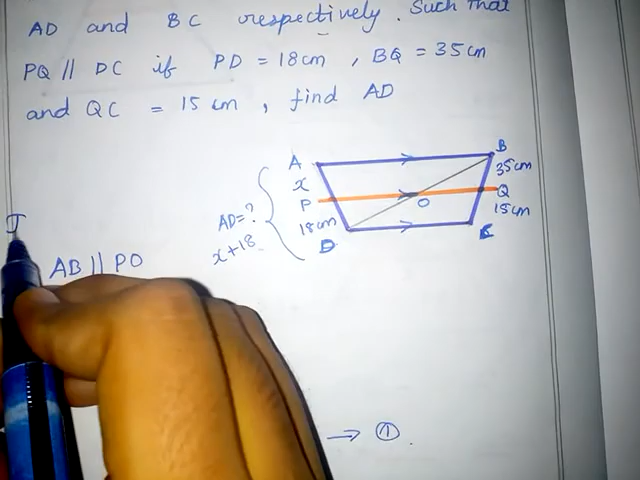 AD and BC respectively. Such that
PQ // DC if PD = 18cm, BQ = 35cm
and QC = 15 cm, find AD
A
B
x
35cm
P
Q
AD=?
O
18cm
15cm
x+18
D
C
AB // PO
→ ①.